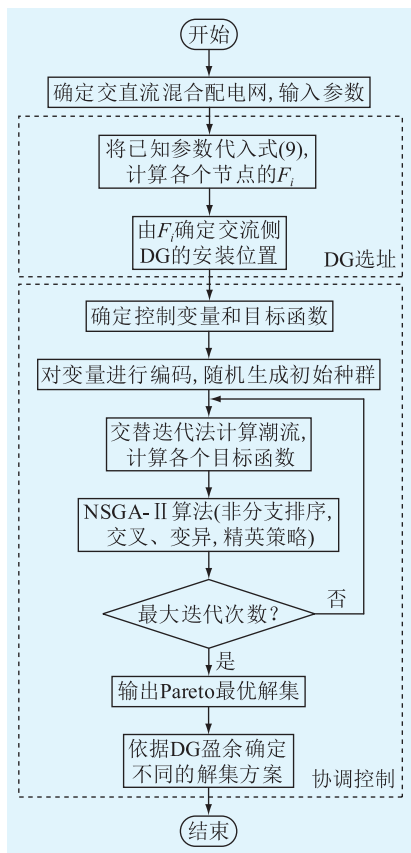 开始
确定交直流混合配电网,输入参数
将已知参数代入式(9),
计算各个节点的Fi
由Fi确定交流侧
DG的安装位置
DG选址
确定控制变量和目标函数
对变量进行编码,随机生成初始种群
交替迭代法计算潮流,
计算各个目标函数
NSGA-Ⅱ算法(非分支排序,
交叉、变异,精英策略)
最大迭代次数?
否
是
输出Pareto最优解集
依据DG盈余确定
不同的解集方案
协调控制
结束